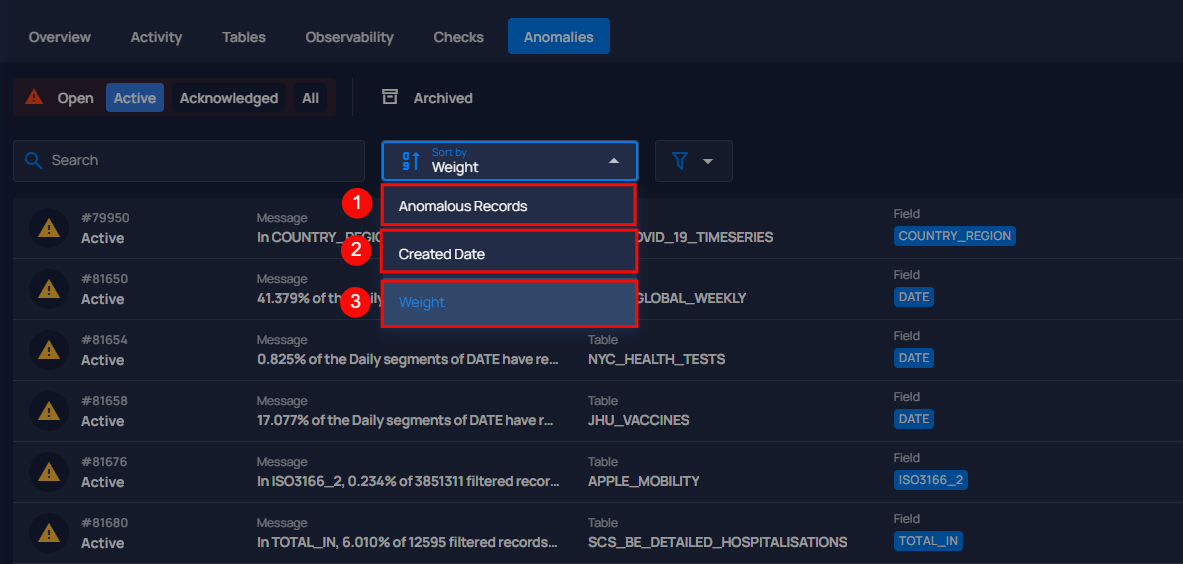 Overview Activity Tables Observability Checks Anomalies
Open Active Acknowledged All Archived
Search
Sort by
Weight
1 Anomalous Records
2 Created Date
3 Weight
#79950 Message Field
Active In COUNTRY_REGIO OVID_19_TIMESERIES COUNTRY_REGION
#81650 Message Field
Active 41.379% of the GLOBAL_WEEKLY DATE
#81654 Message Table Field
Active 0.825% of the Daily segments of DATE have re... NYC_HEALTH_TESTS DATE
#81658 Message Table Field
Active 17.077% of the Daily segments of DATE have r... JHU_VACCINES DATE
#81676 Message Table Field
Active In ISO3166_2, 0.234% of 3851311 filtered recor... APPLE_MOBILITY ISO3166_2
#81680 Message Table Field
Active In TOTAL_IN, 6.010% of 12595 filtered records... SCS_BE_DETAILED_HOSPITALISATIONS TOTAL_IN